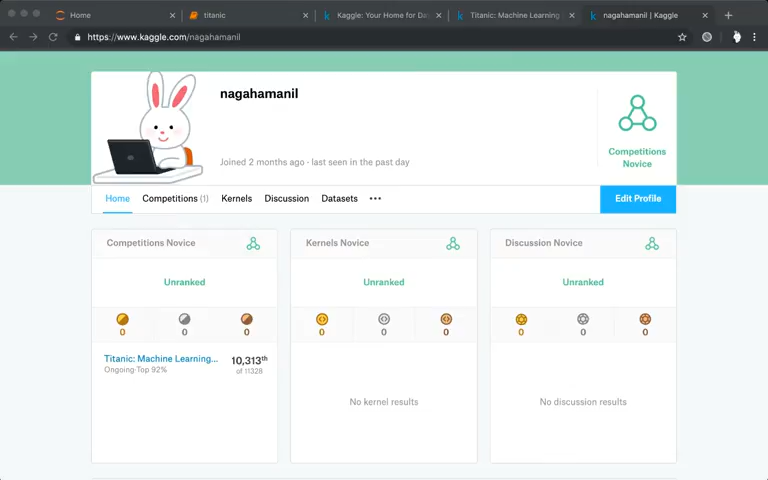 Home
titanic
Kaggle: Your Home for Da
Titanic: Machine Learning
nagahamanil | Kaggle
https://www.kaggle.com/nagahamanil
nagahamanil
Joined 2 months ago · last seen in the past day
Competitions
Novice
Home
Competitions (1)
Kernels
Discussion
Datasets
Edit Profile
Competitions Novice
Unranked
0 0 0
Titanic: Machine Learning...
Ongoing·Top 92%
10,313th
of 11328
Kernels Novice
Unranked
0 0 0
No kernel results
Discussion Novice
Unranked
0 0 0
No discussion results